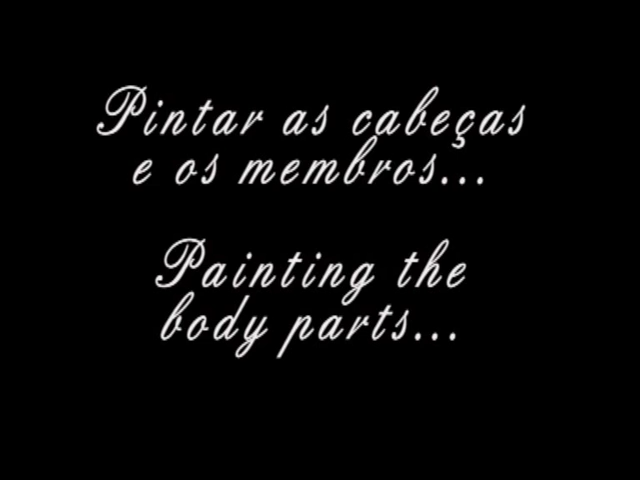 Pintar as cabeças
e os membros...
Painting the
body parts...